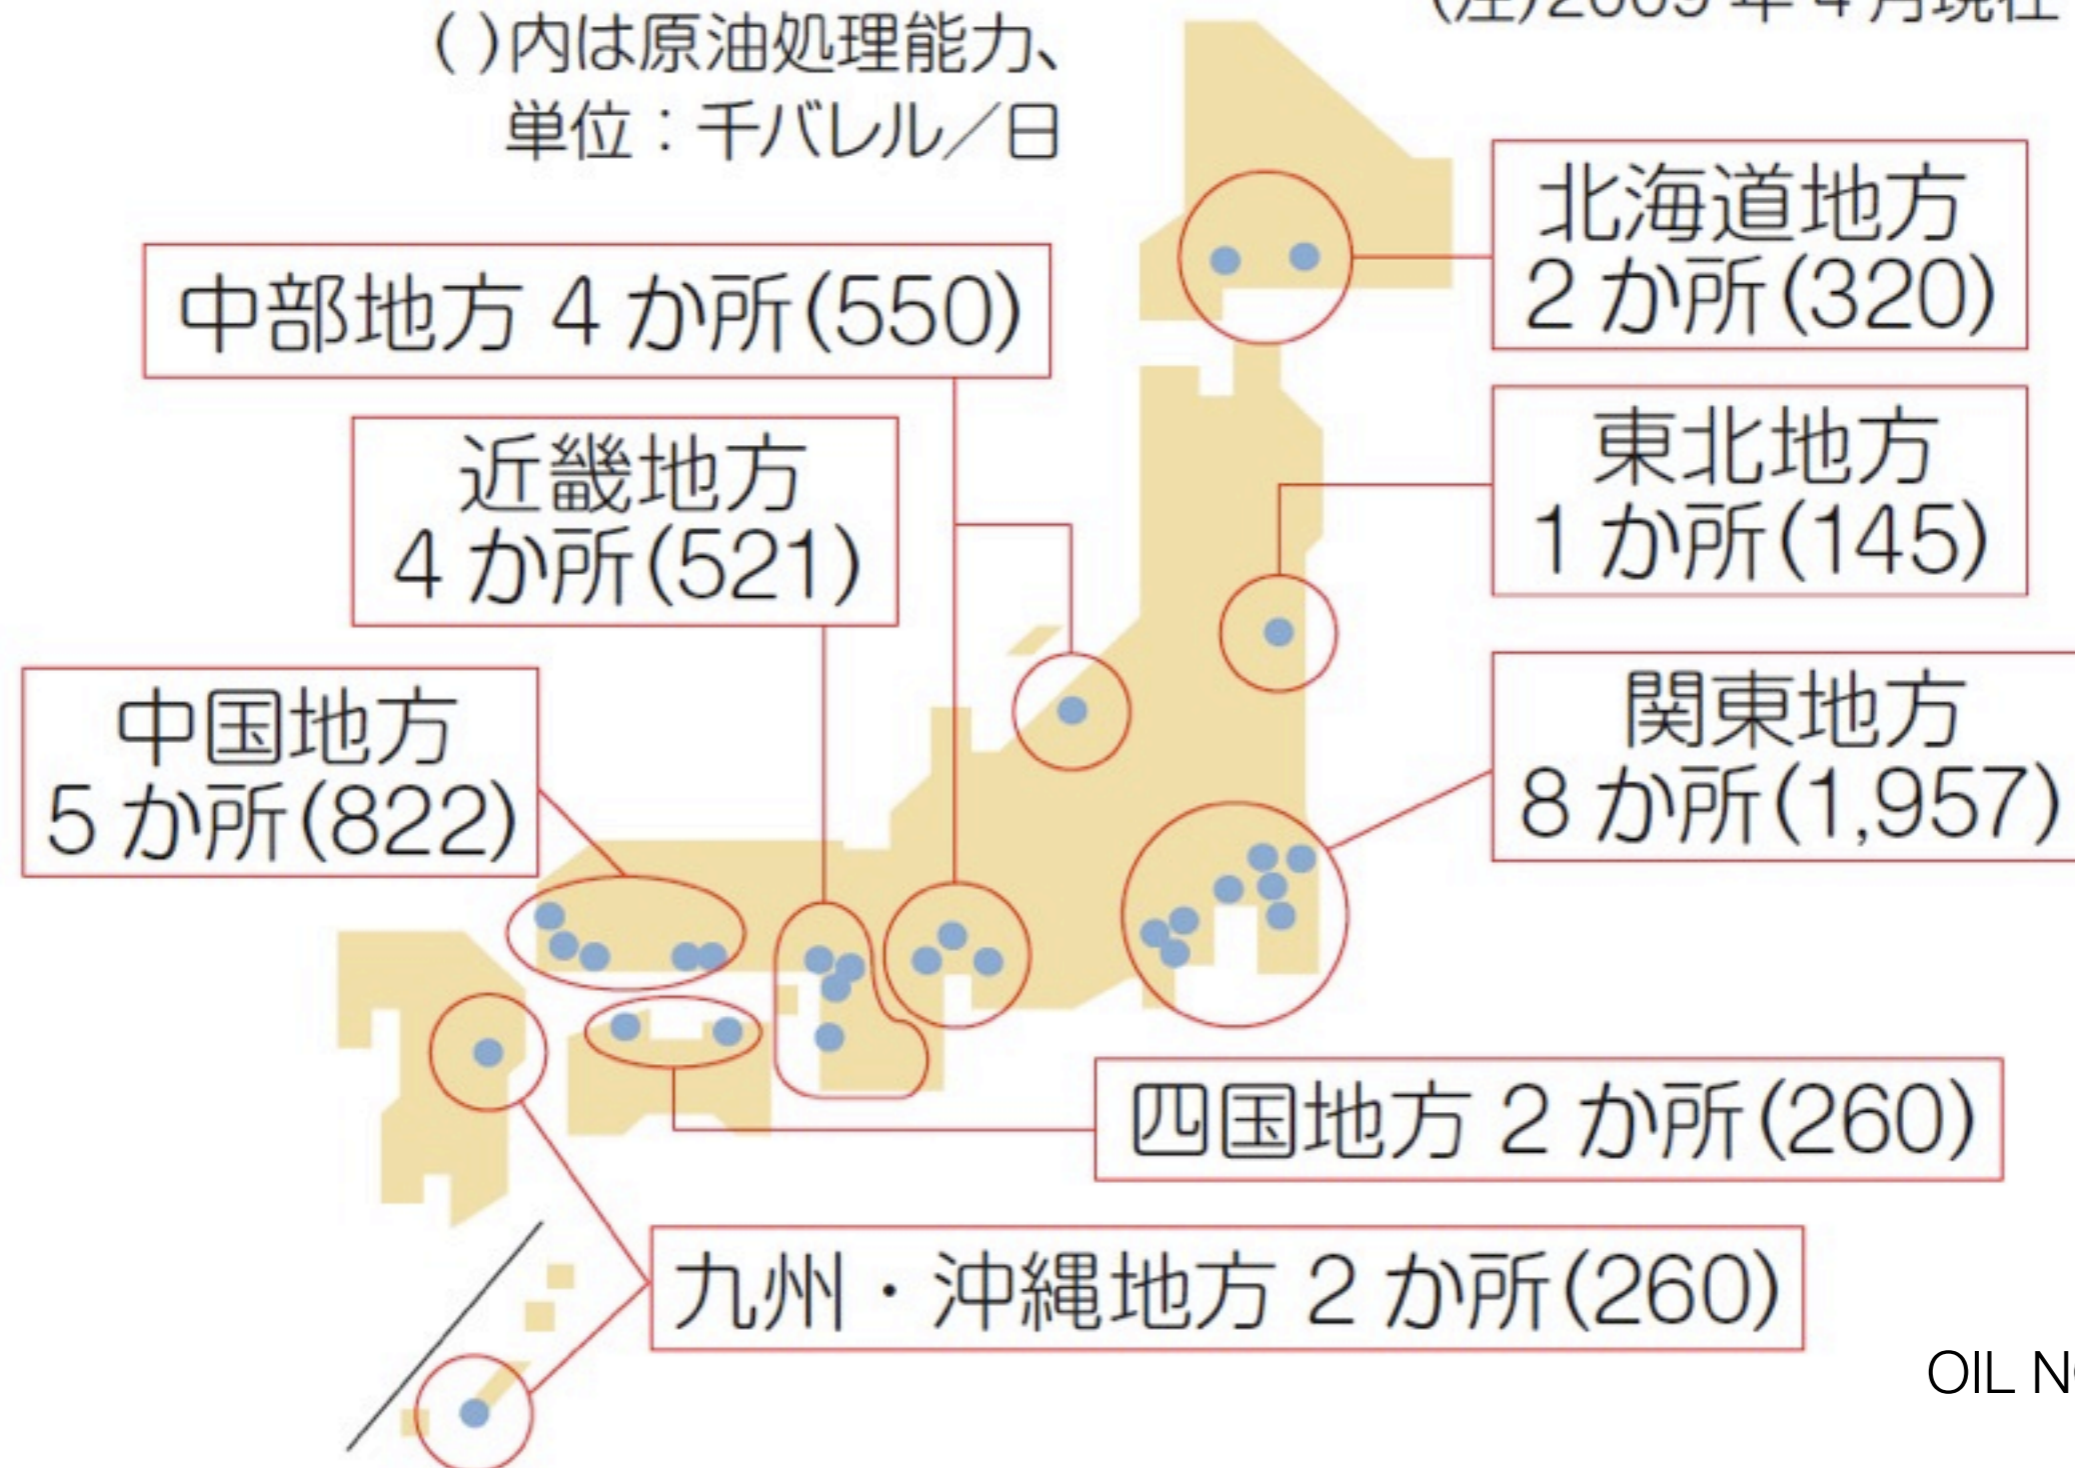 ( )内は原油処理能力、
単位：千バレル／日
北海道地方
2か所(320)
中部地方4か所(550)
東北地方
1か所(145)
近畿地方
4か所(521)
中国地方
5か所(822)
関東地方
8か所(1,957)
四国地方2か所(260)
九州・沖縄地方2か所(260)
OIL